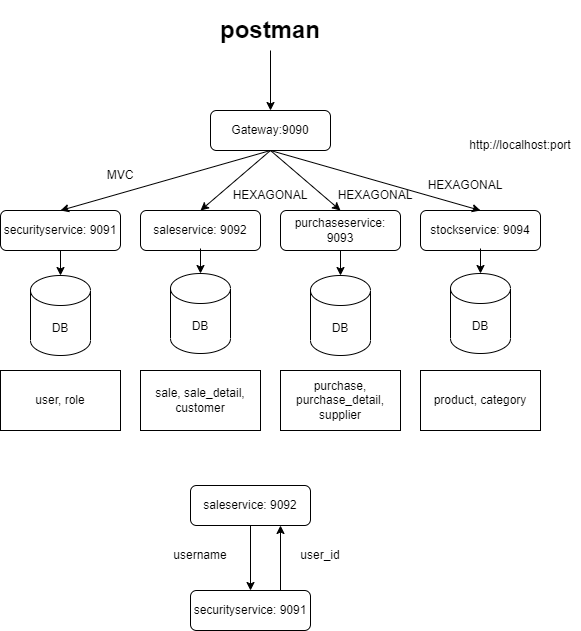 postman
Gateway:9090
http://localhost:port
MVC
HEXAGONAL
HEXAGONAL
HEXAGONAL
securityservice: 9091
saleservice: 9092
purchaseservice:
9093
stockservice: 9094
DB
DB
DB
DB
user, role
sale, sale_detail,
customer
purchase,
purchase_detail,
supplier
product, category
saleservice: 9092
username
user_id
securityservice: 9091